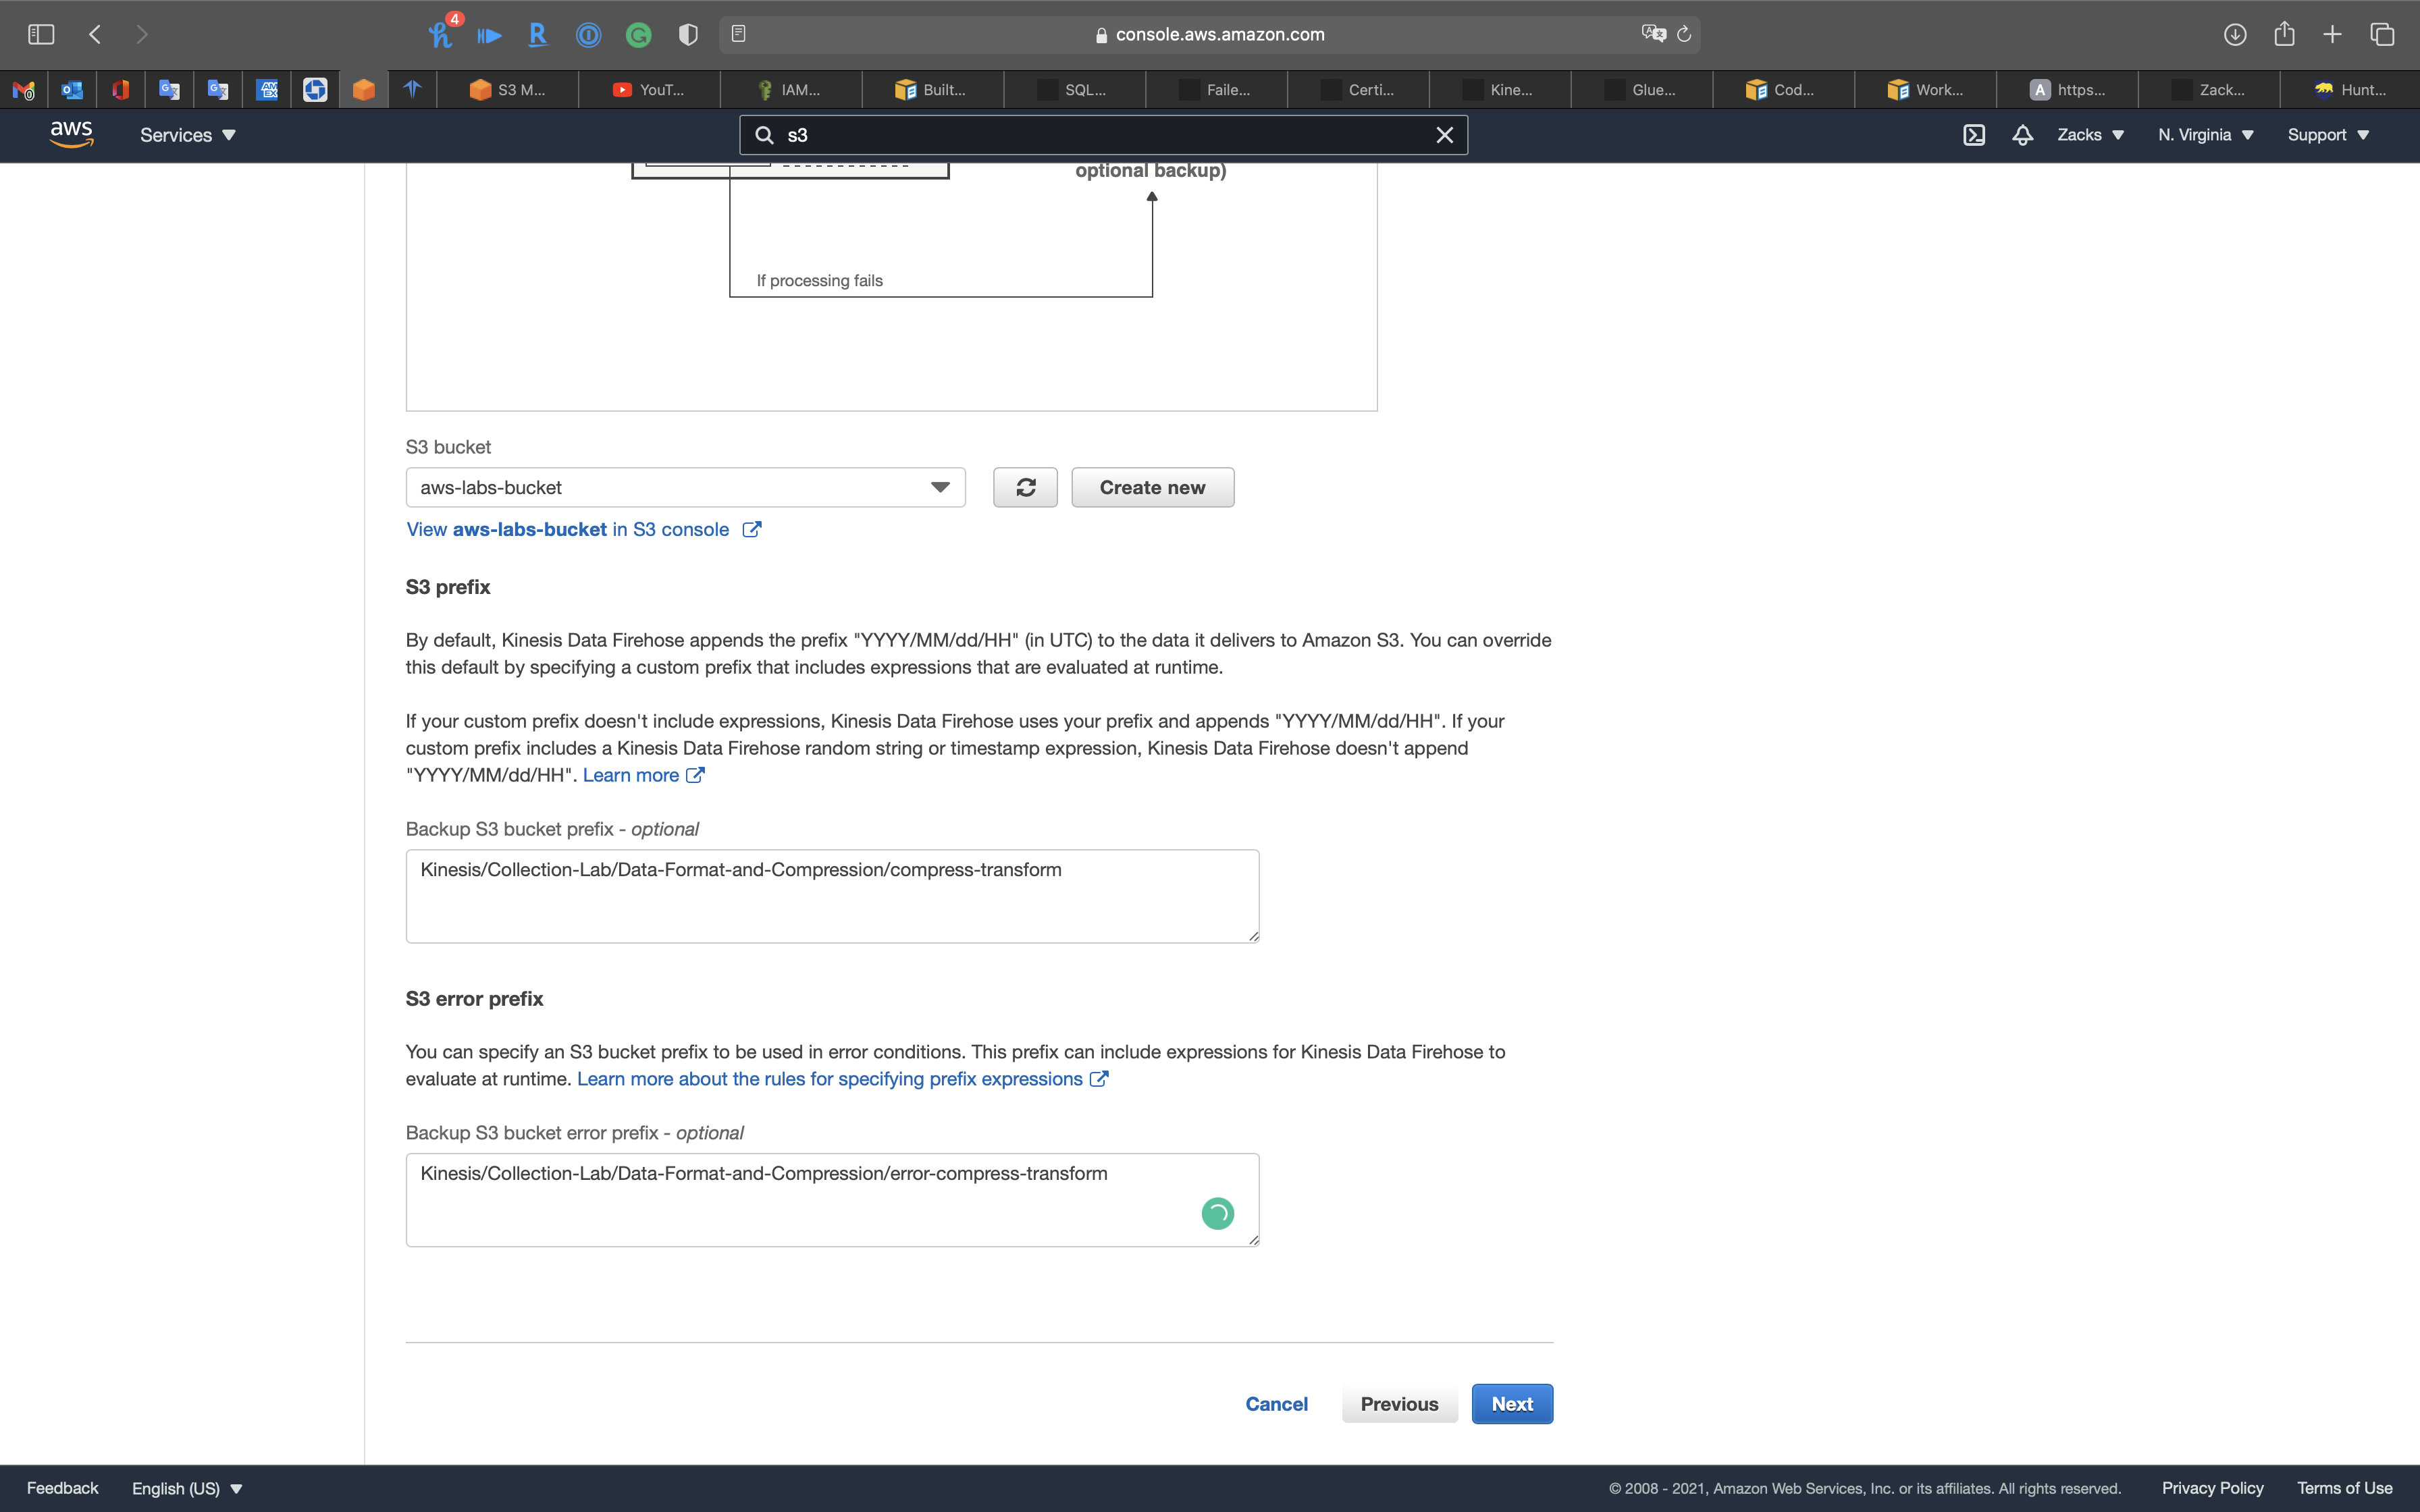 4
console.aws.amazon.com
S3 M...
YouT...
IAM...
Built...
SQL...
Faile...
Certi...
Kine...
Glue...
Cod...
Work...
A https...
Zack...
Hunt...
aws
Services
s3
Zacks
N. Virginia
Support
optional backup)
If processing fails
S3 bucket
aws-labs-bucket
Create new
View aws-labs-bucket in S3 console
S3 prefix
By default, Kinesis Data Firehose appends the prefix "YYYY/MM/dd/HH" (in UTC) to the data it delivers to Amazon S3. You can override
this default by specifying a custom prefix that includes expressions that are evaluated at runtime.
If your custom prefix doesn't include expressions, Kinesis Data Firehose uses your prefix and appends "YYYY/MM/dd/HH". If your
custom prefix includes a Kinesis Data Firehose random string or timestamp expression, Kinesis Data Firehose doesn't append
"YYYY/MM/dd/HH". Learn more
Backup S3 bucket prefix - optional
Kinesis/Collection-Lab/Data-Format-and-Compression/compress-transform
S3 error prefix
You can specify an S3 bucket prefix to be used in error conditions. This prefix can include expressions for Kinesis Data Firehose to
evaluate at runtime. Learn more about the rules for specifying prefix expressions
Backup S3 bucket error prefix - optional
Kinesis/Collection-Lab/Data-Format-and-Compression/error-compress-transform
Cancel
Previous
Next
Feedback
English (US)
© 2008 - 2021, Amazon Web Services, Inc. or its affiliates. All rights reserved.
Privacy Policy
Terms of Use